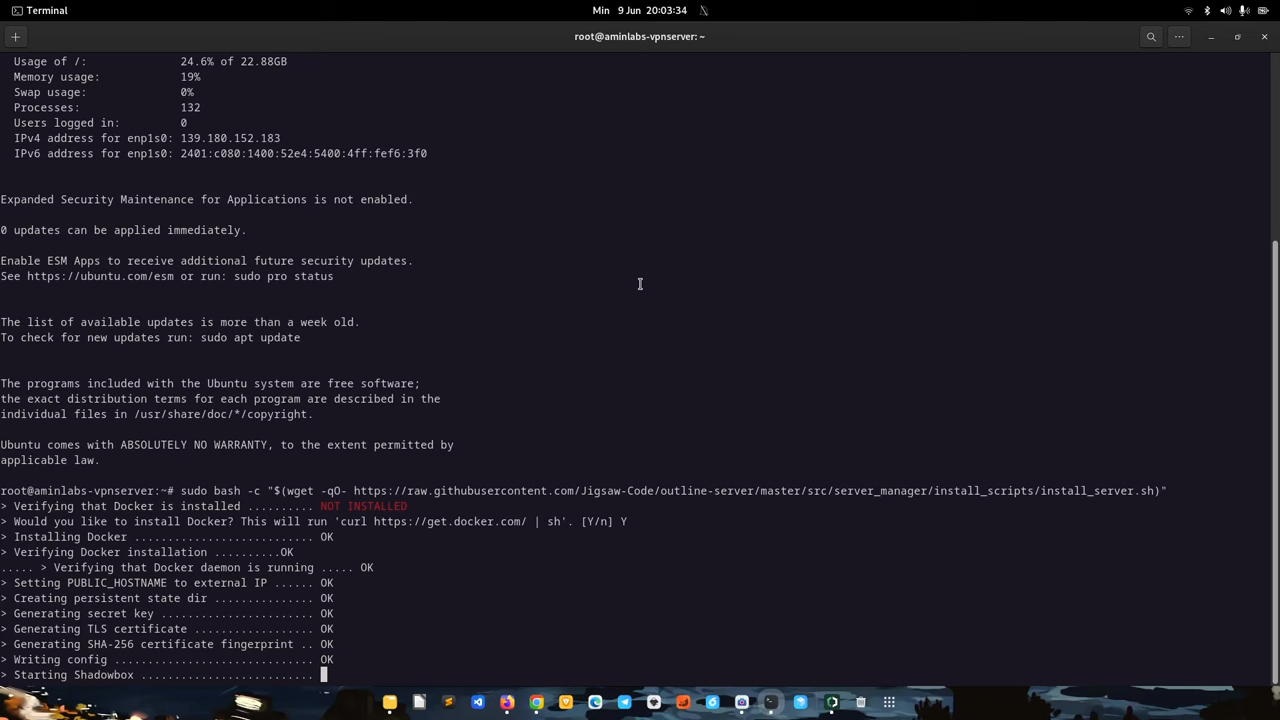 Terminal
Min 9 Jun 20:03:34
root@aminlabs-vpnserver: ~
Usage of /: 24.6% of 22.88GB
Memory usage: 19%
Swap usage: 0%
Processes: 132
Users logged in: 0
IPv4 address for enp1s0: 139.180.152.183
IPv6 address for enp1s0: 2401:c080:1400:52e4:5400:4ff:fef6:3f0
Expanded Security Maintenance for Applications is not enabled.
0 updates can be applied immediately.
Enable ESM Apps to receive additional future security updates.
See https://ubuntu.com/esm or run: sudo pro status
The list of available updates is more than a week old.
To check for new updates run: sudo apt update
The programs included with the Ubuntu system are free software;
the exact distribution terms for each program are described in the
individual files in /usr/share/doc/*/copyright.
Ubuntu comes with ABSOLUTELY NO WARRANTY, to the extent permitted by
applicable law.
root@aminlabs-vpnserver:~# sudo bash -c "$(wget -qO- https://raw.githubusercontent.com/Jigsaw-Code/outline-server/master/src/server_manager/install_scripts/install_server.sh)"
> Verifying that Docker is installed .......... NOT INSTALLED
> Would you like to install Docker? This will run 'curl https://get.docker.com/ | sh'. [Y/n] Y
> Installing Docker ........................... OK
> Verifying Docker installation ..........OK
..... > Verifying that Docker daemon is running ..... OK
> Setting PUBLIC_HOSTNAME to external IP ...... OK
> Creating persistent state dir ............... OK
> Generating secret key ....................... OK
> Generating TLS certificate .................. OK
> Generating SHA-256 certificate fingerprint .. OK
> Writing config .............................. OK
> Starting Shadowbox ..........................